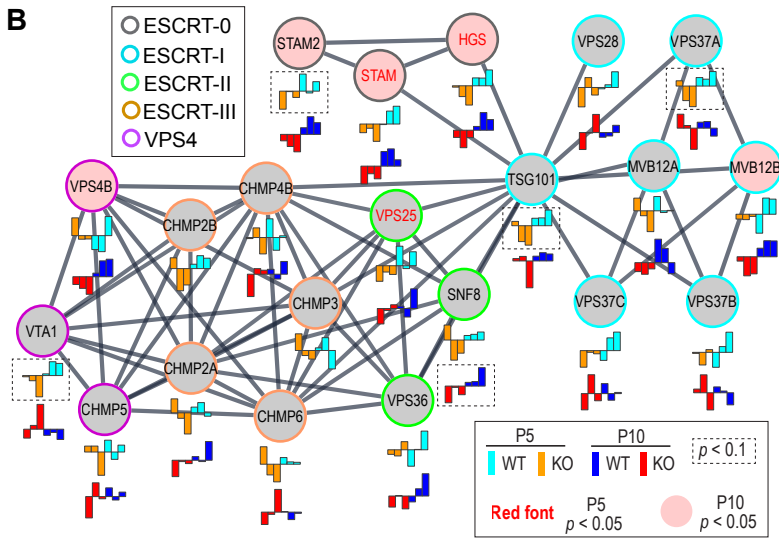 B
ESCRT-0
ESCRT-I
ESCRT-II
ESCRT-III
VPS4
STAM2
HGS
STAM
VPS28
VPS37A
VPS4B
CHMP4B
CHMP2B
VPS25
TSG101
MVB12A
MVB12B
CHMP3
SNF8
VPS37C
VPS37B
VTA1
CHMP2A
CHMP5
CHMP6
VPS36
P5 P10
WT KO WT KO
p < 0.1
Red font P5 p < 0.05
P10 p < 0.05